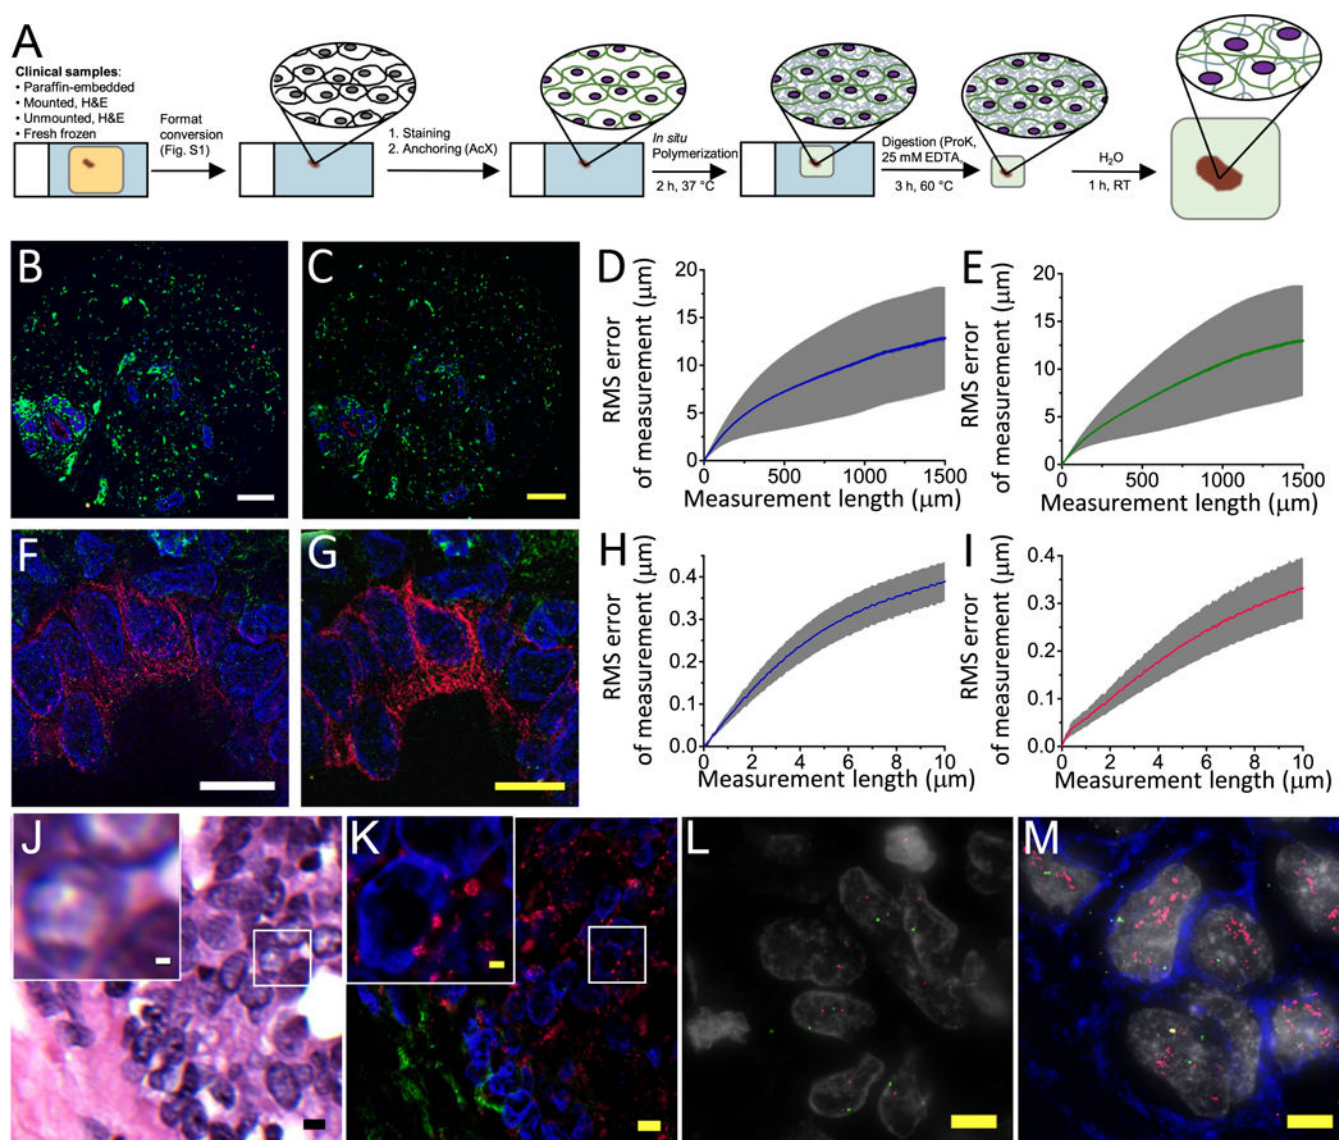 A
Clinical samples:
• Paraffin-embedded
• Mounted, H&E
• Unmounted, H&E
• Fresh frozen
Format
conversion
(Fig. S1)
1. Staining
2. Anchoring (AcX)
In situ
Polymerization
2 h, 37 °C
Digestion (ProK,
25 mM EDTA,
3 h, 60 °C
H₂O
1 h, RT
B
C
D
RMS error
of measurement (μm)
20
15
10
5
0
0 500 1000 1500
Measurement length (μm)
E
RMS error
of measurement (μm)
20
15
10
5
0
0 500 1000 1500
Measurement length (μm)
F
G
H
RMS error
of measurement (μm)
0.4
0.3
0.2
0.1
0.0
0 2 4 6 8 10
Measurement length (μm)
I
RMS error
of measurement (μm)
0.4
0.3
0.2
0.1
0.0
0 2 4 6 8 10
Measurement length (μm)
J
K
L
M